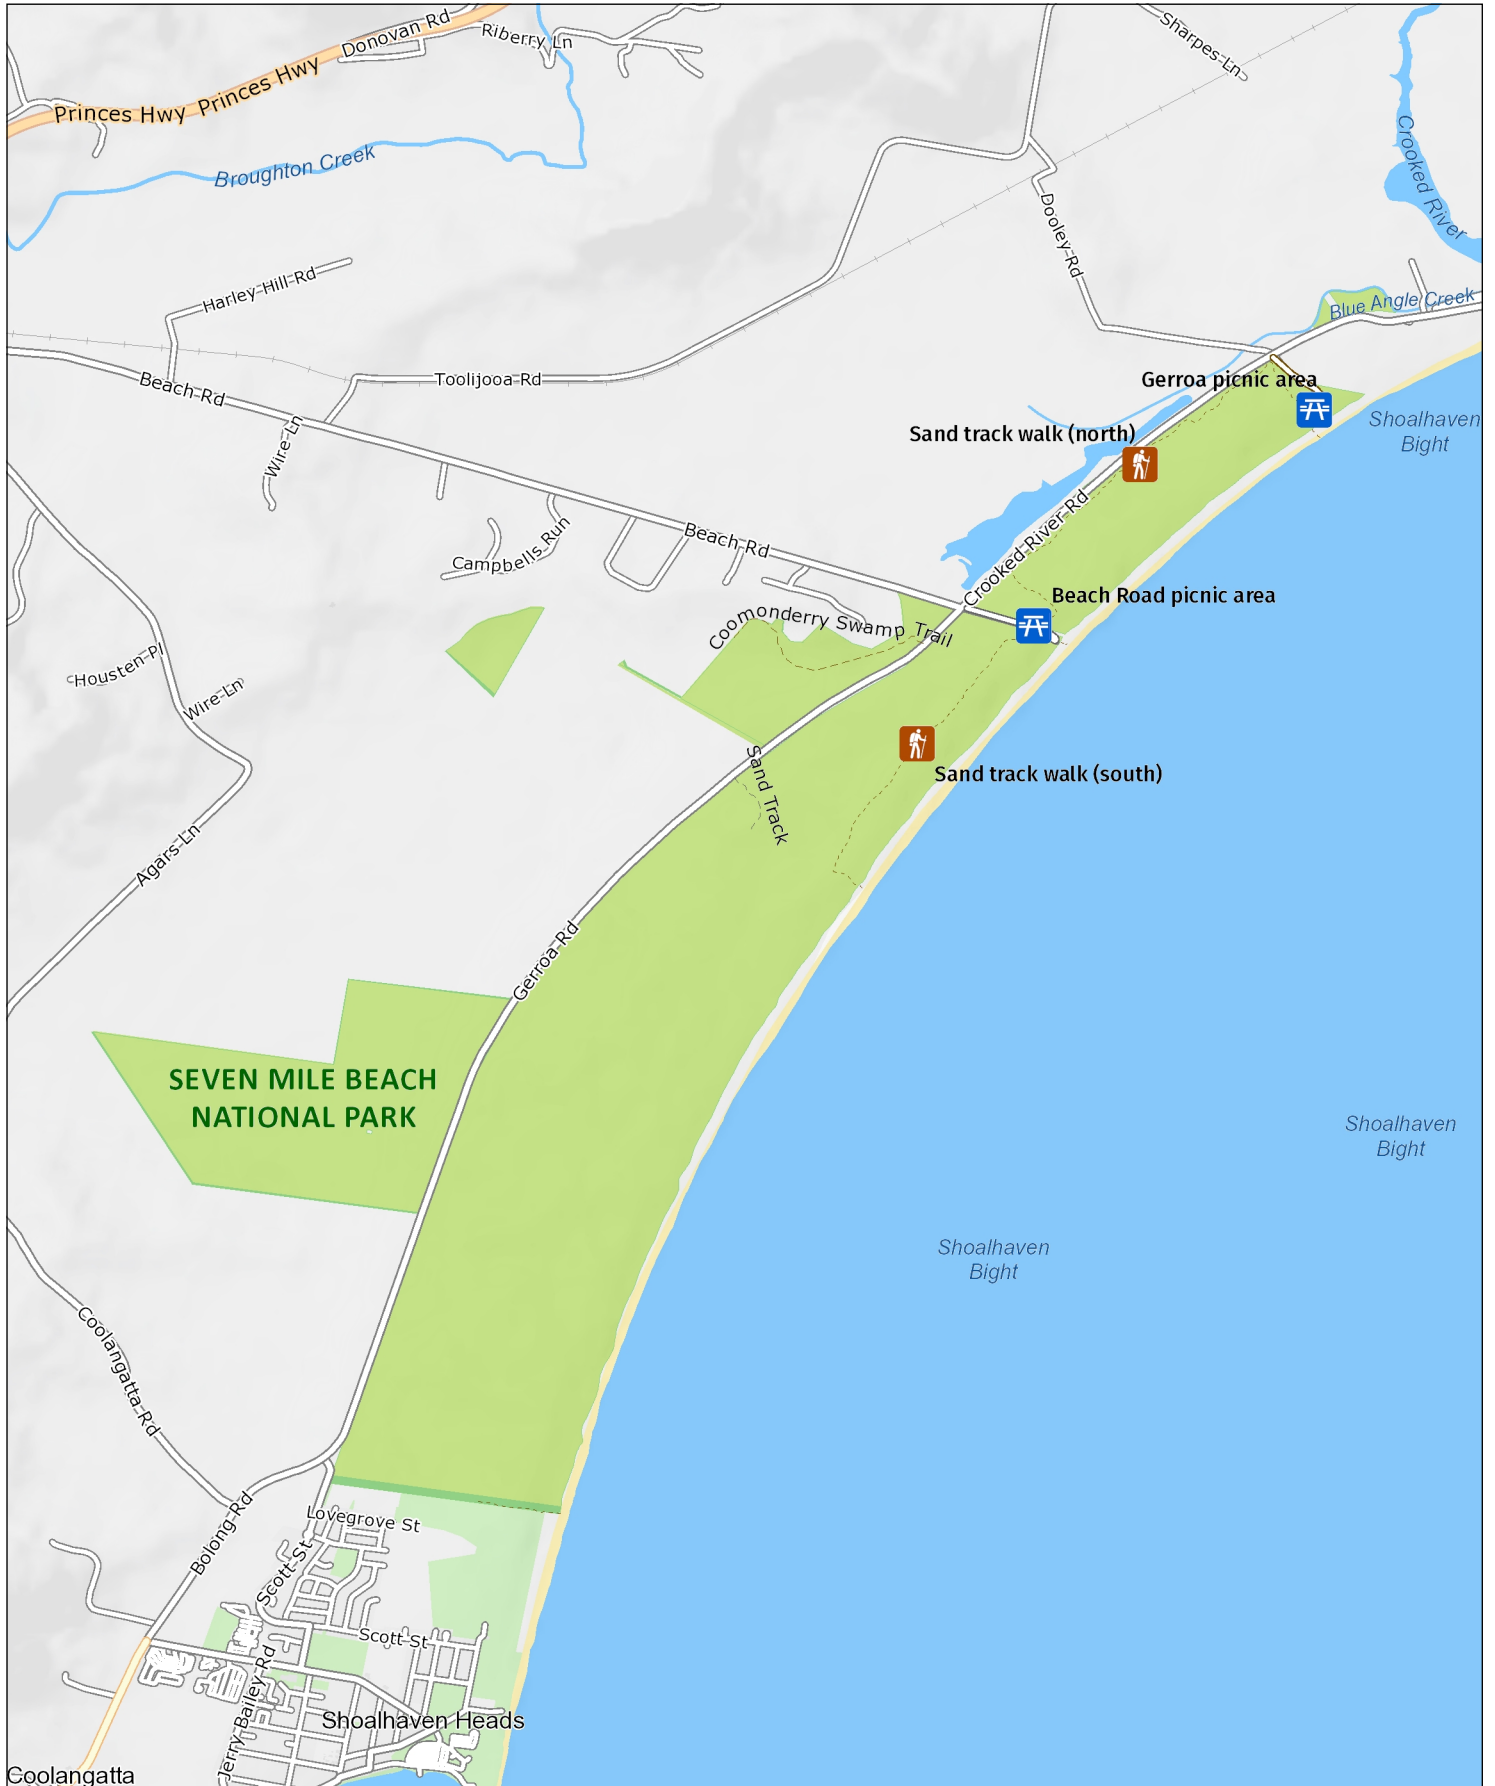 Donovan Rd
Riberry Ln
Sharpes Ln
Princes Hwy
Princes Hwy
Broughton Creek
Crooked River
Dooley Rd
Harley Hill Rd
Blue Angle Creek
Toolijooa Rd
Beach Rd
Gerroa picnic area
Shoalhaven
Bight
Wire Ln
Sand track walk (north)
Crooked River Rd
Campbells Run
Beach Rd
Beach Road picnic area
Coomonderry Swamp Trail
Housten Pl
Wire Ln
Sand Track
Sand track walk (south)
Agars Ln
Gerroa Rd
SEVEN MILE BEACH
NATIONAL PARK
Shoalhaven
Bight
Shoalhaven
Bight
Coolangatta Rd
Bolong Rd
Lovegrove St
Scott St
Scott St
Jerry Bailey Rd
Shoalhaven Heads
Coolangatta